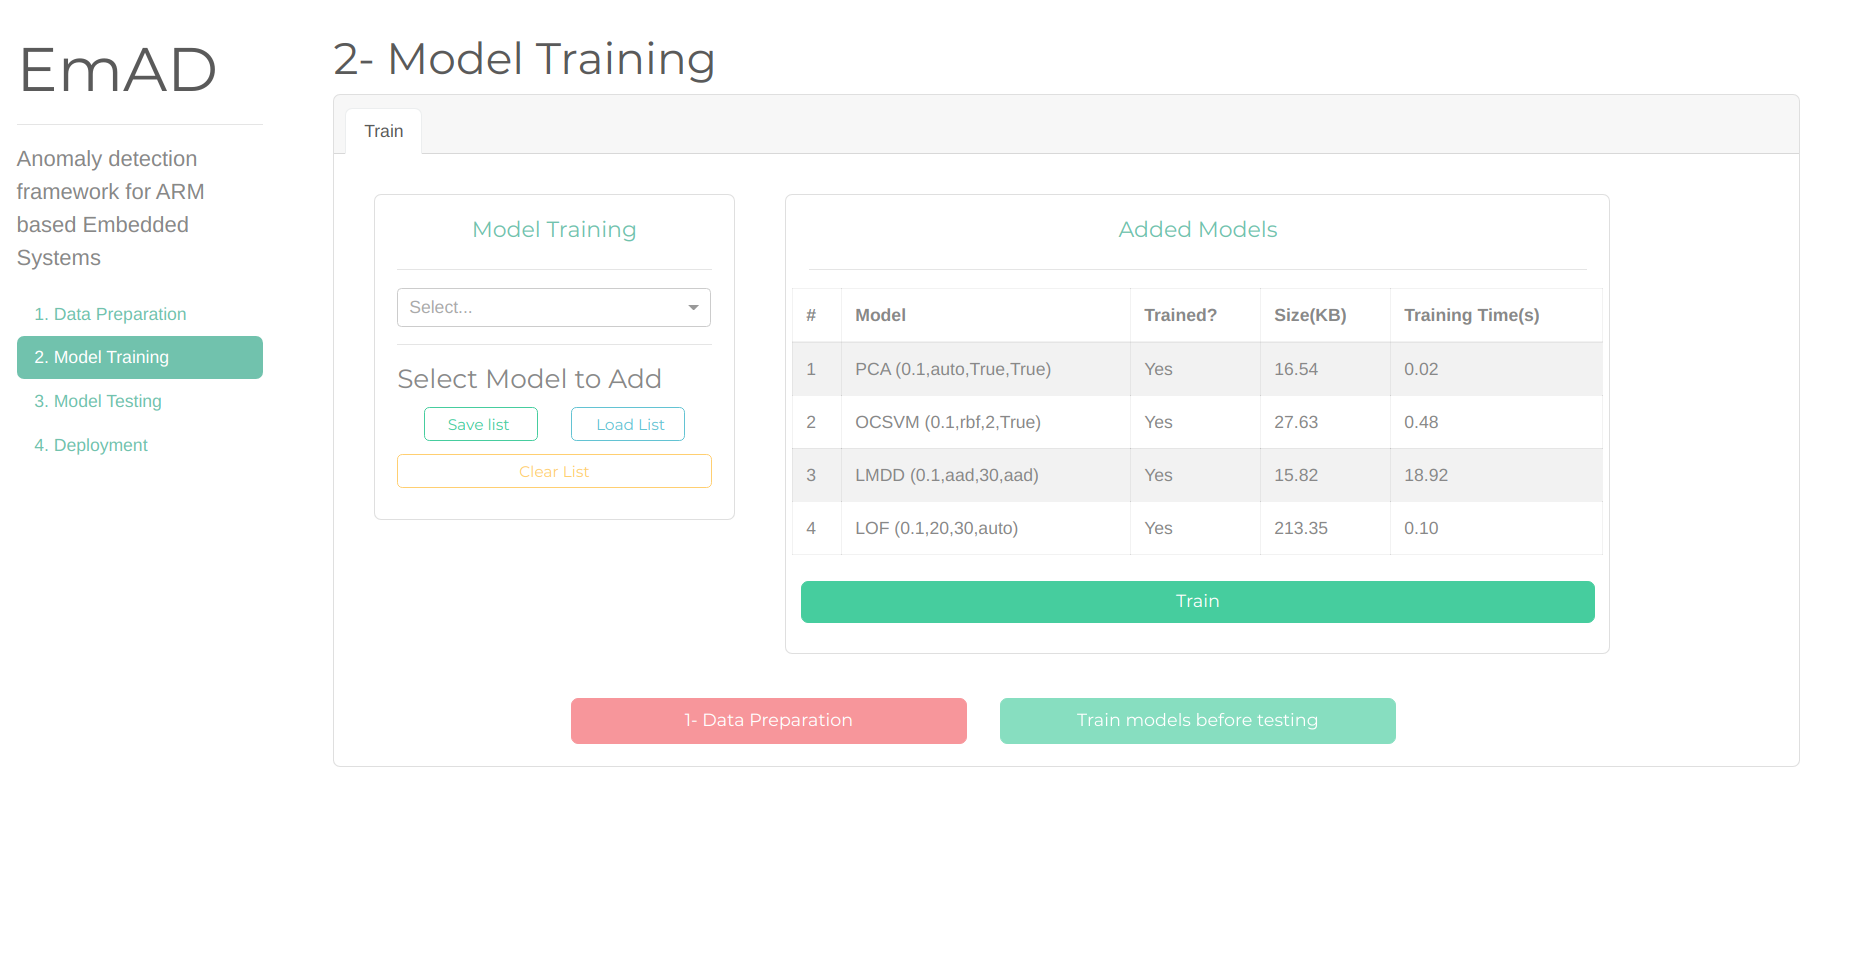 EmAD
Anomaly detection
framework for ARM
based Embedded
Systems
1. Data Preparation
2. Model Training
3. Model Testing
4. Deployment
2- Model Training
Train
Model Training
Select...
Select Model to Add
Save list
Load List
Clear List
Added Models
# Model Trained? Size(KB) Training Time(s)
1 PCA (0.1,auto,True,True) Yes 16.54 0.02
2 OCSVM (0.1,rbf,2,True) Yes 27.63 0.48
3 LMDD (0.1,aad,30,aad) Yes 15.82 18.92
4 LOF (0.1,20,30,auto) Yes 213.35 0.10
Train
1- Data Preparation
Train models before testing